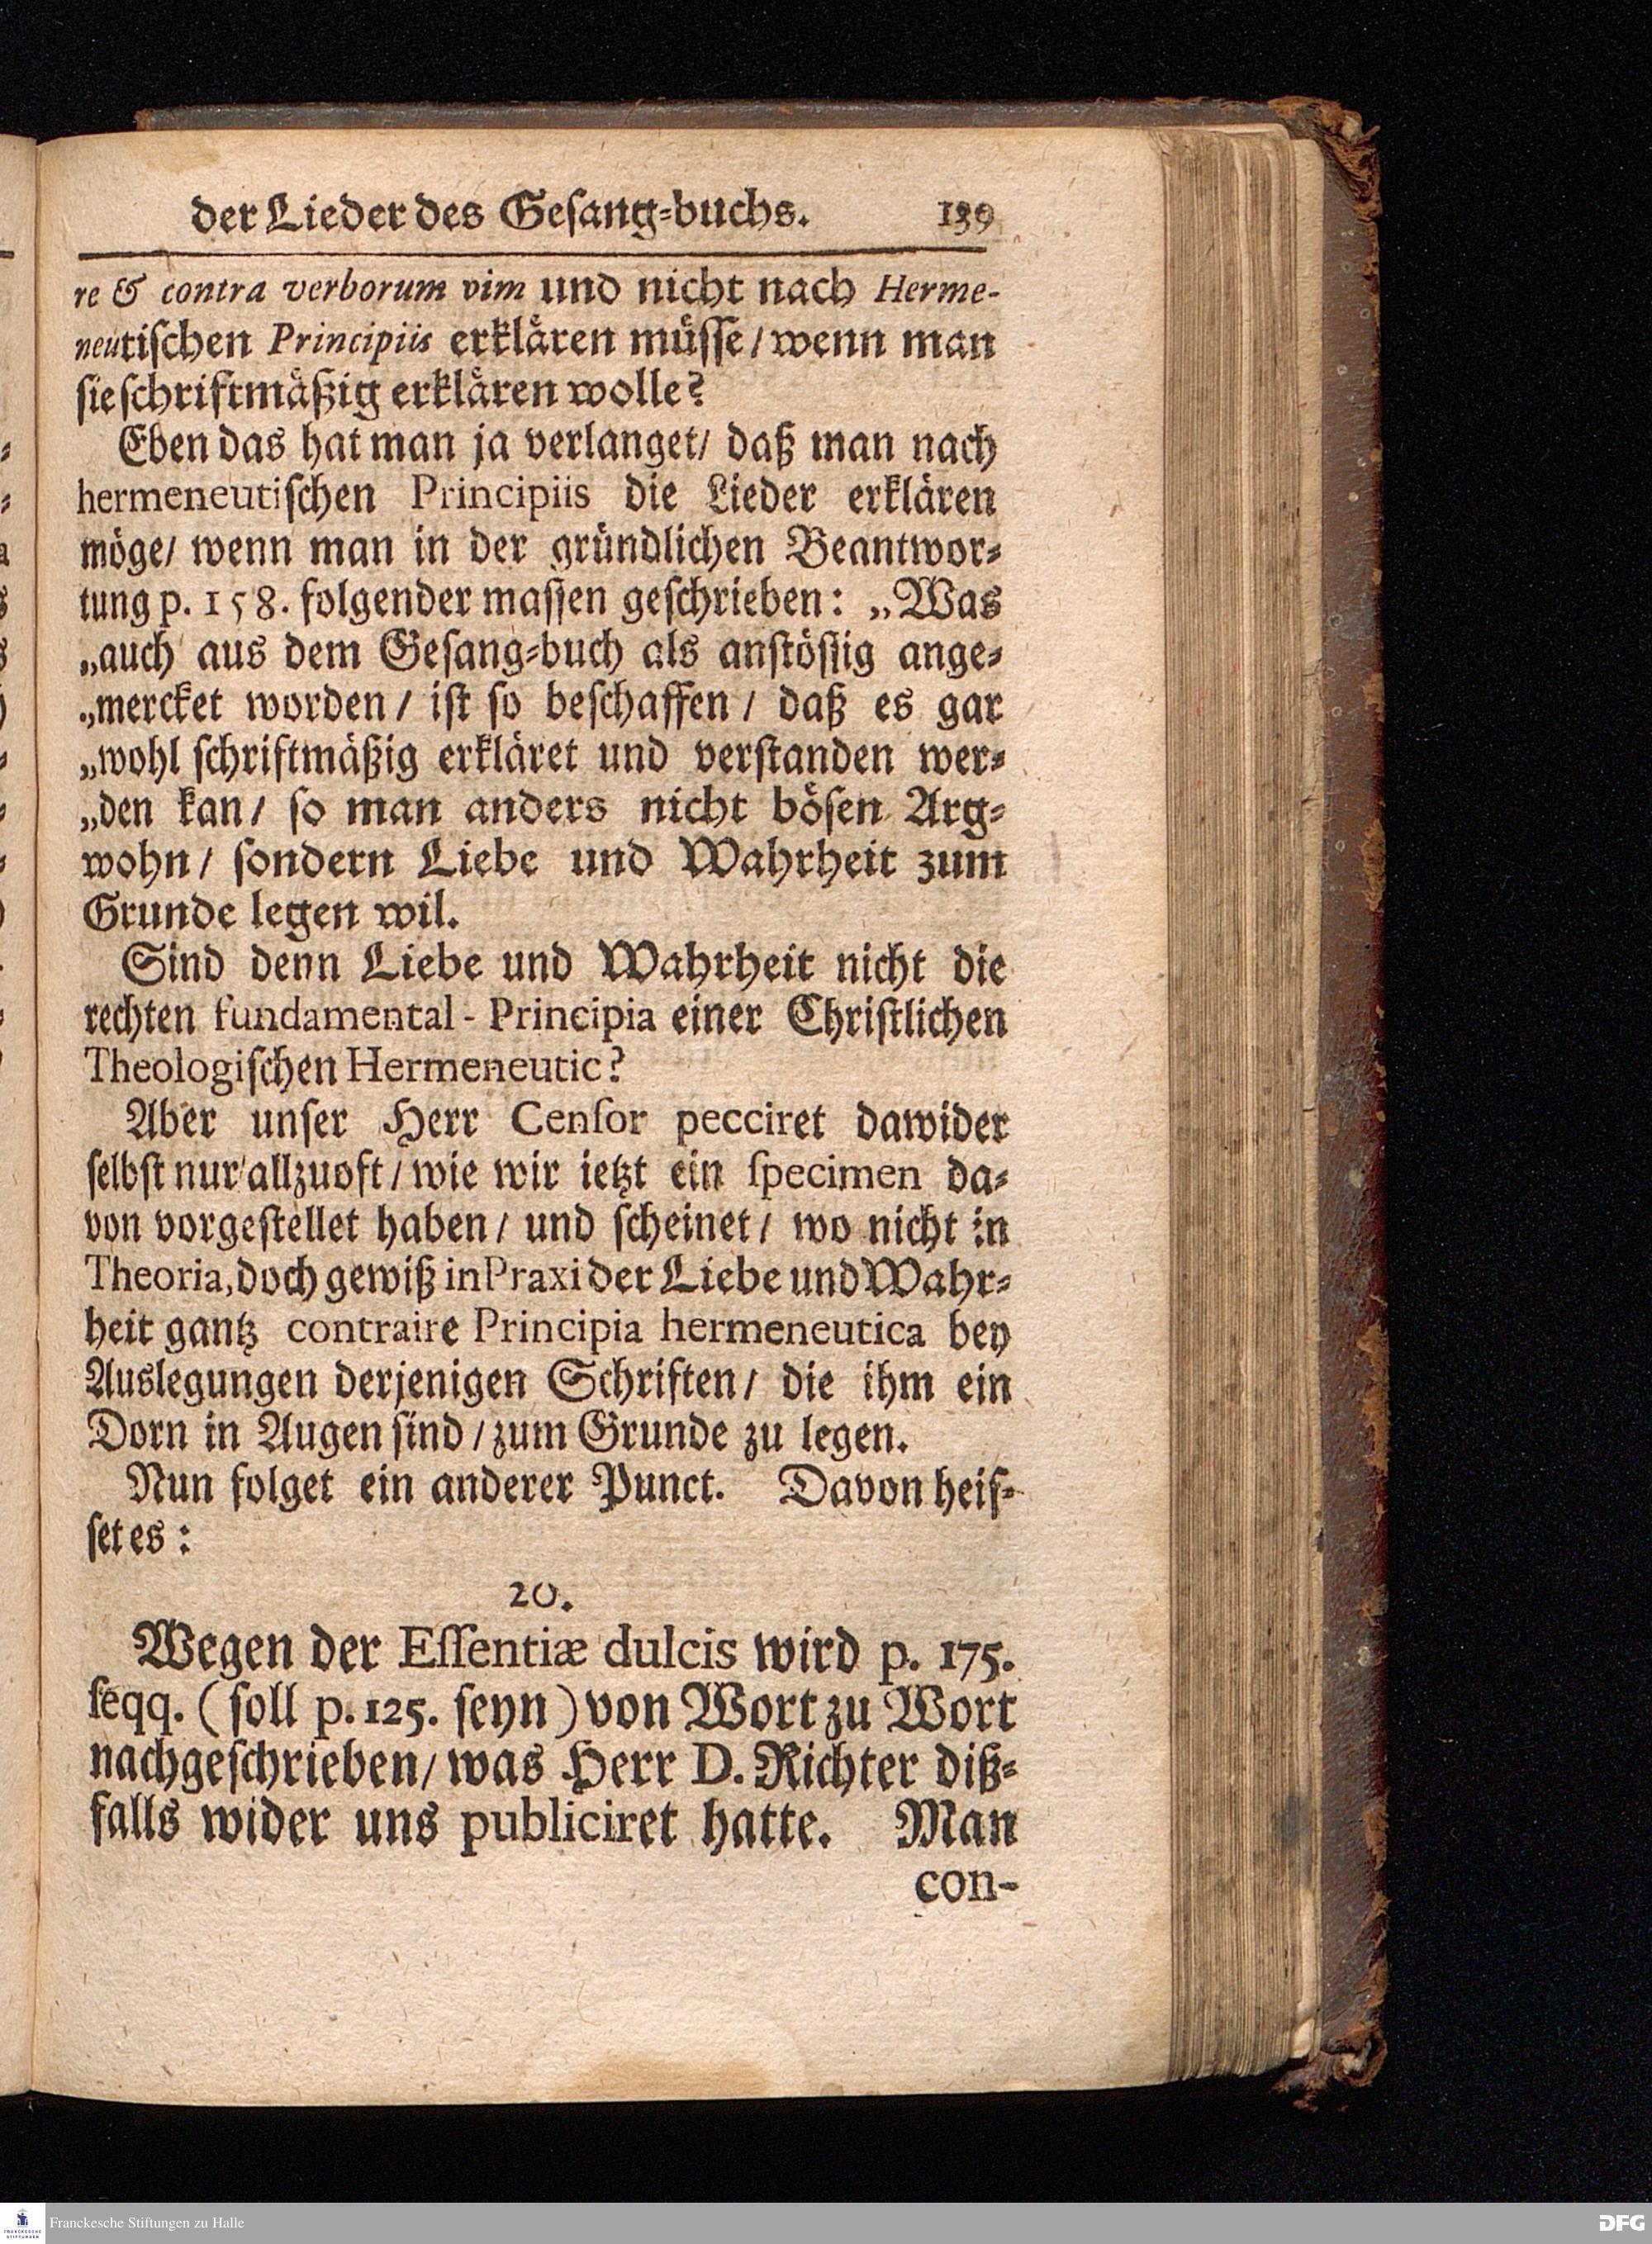 der Lieder des Geſang-buchs. 139
re & contra verborum vim und nicht nach Herme-
neutiſchen Principiis erklären müſſe / wenn man
sie ſchriftmäßig erklären wolle?
Eben das hat man ja verlanget / daß man nach
hermeneutiſchen Principiis die Lieder erklären
möge / wenn man in der gründlichen Beantwor-
tung p. 158. folgender maſſen geſchrieben: „Was
„auch aus dem Geſang-buch als anſtöſſig ange-
„mercket worden / iſt ſo beſchaffen / daß es gar
„wohl ſchriftmäßig erkläret und verſtanden wer-
„den kan / ſo man anders nicht böſen Arg-
wohn / ſondern Liebe und Wahrheit zum
Grunde legen wil.
Sind denn Liebe und Wahrheit nicht die
rechten fundamental - Principia einer Chriſtlichen
Theologiſchen Hermeneutic?
Aber unſer Herr Cenſor pecciret dawider
ſelbſt nur allzuoft / wie wir ietzt ein ſpecimen da-
von vorgeſtellet haben / und ſcheinet / wo nicht in
Theoria, doch gewiß in Praxi der Liebe und Wahr-
heit gantz contraire Principia hermeneutica bey
Auslegungen derjenigen Schriften / die ihm ein
Dorn in Augen ſind / zum Grunde zu legen.
Nun folget ein anderer Punct. Davon heiſ-
ſet es:
20.
Wegen der Eſſentiæ dulcis wird p. 175.
ſeqq. (ſoll p. 125. ſeyn) von Wort zu Wort
nachgeſchrieben / was Herr D. Richter diß-
falls wider uns publiciret hatte. Man
con-
FRANCKESCHE
STIFTUNGEN
Franckesche Stiftungen zu Halle
DFG